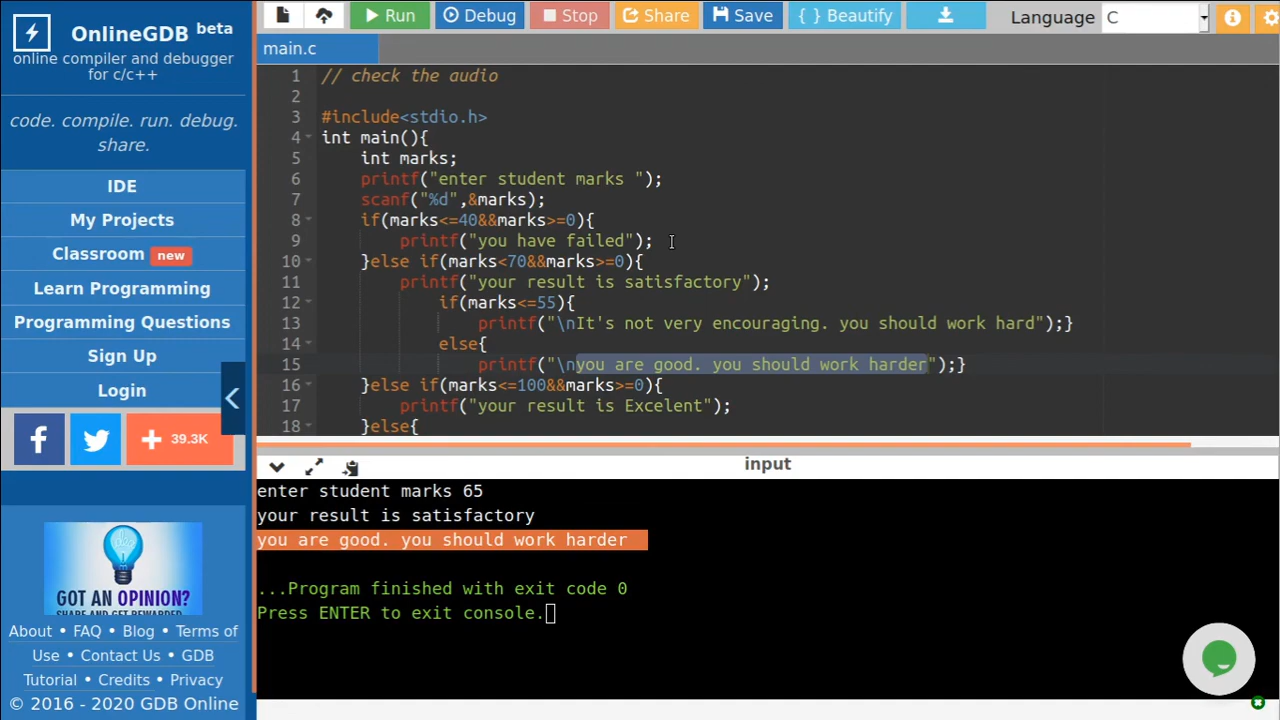 OnlineGDB beta
online compiler and debugger
for c/c++
code. compile. run. debug.
share.
IDE
My Projects
Classroom new
Learn Programming
Programming Questions
Sign Up
Login
39.3K
GOT AN OPINION?
SHARE AND GET REWARDED
About • FAQ • Blog • Terms of
Use • Contact Us • GDB
Tutorial • Credits • Privacy
© 2016 - 2020 GDB Online
Run Debug Stop Share Save { } Beautify Language C
main.c
1 // check the audio
2
3 #include<stdio.h>
4 int main(){
5 int marks;
6 printf("enter student marks ");
7 scanf("%d",&marks);
8 if(marks<=40&&marks>=0){
9 printf("you have failed");
10 }else if(marks<70&&marks>=0){
11 printf("your result is satisfactory");
12 if(marks<=55){
13 printf("\nIt's not very encouraging. you should work hard");}
14 else{
15 printf("\nyou are good. you should work harder");}
16 }else if(marks<=100&&marks>=0){
17 printf("your result is Excelent");
18 }else{
input
enter student marks 65
your result is satisfactory
you are good. you should work harder
...Program finished with exit code 0
Press ENTER to exit console.